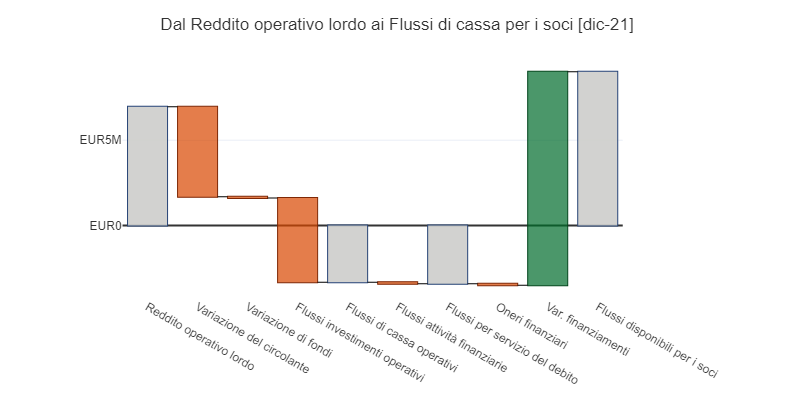 Dal Reddito operativo lordo ai Flussi di cassa per i soci [dic-21]
EUR5M
EUR0
Reddito operativo lordo
Variazione del circolante
Variazione di fondi
Flussi investimenti operativi
Flussi di cassa operativi
Flussi attività finanziarie
Flussi per servizio del debito
Oneri finanziari
Var. finanziamenti
Flussi disponibili per i soci